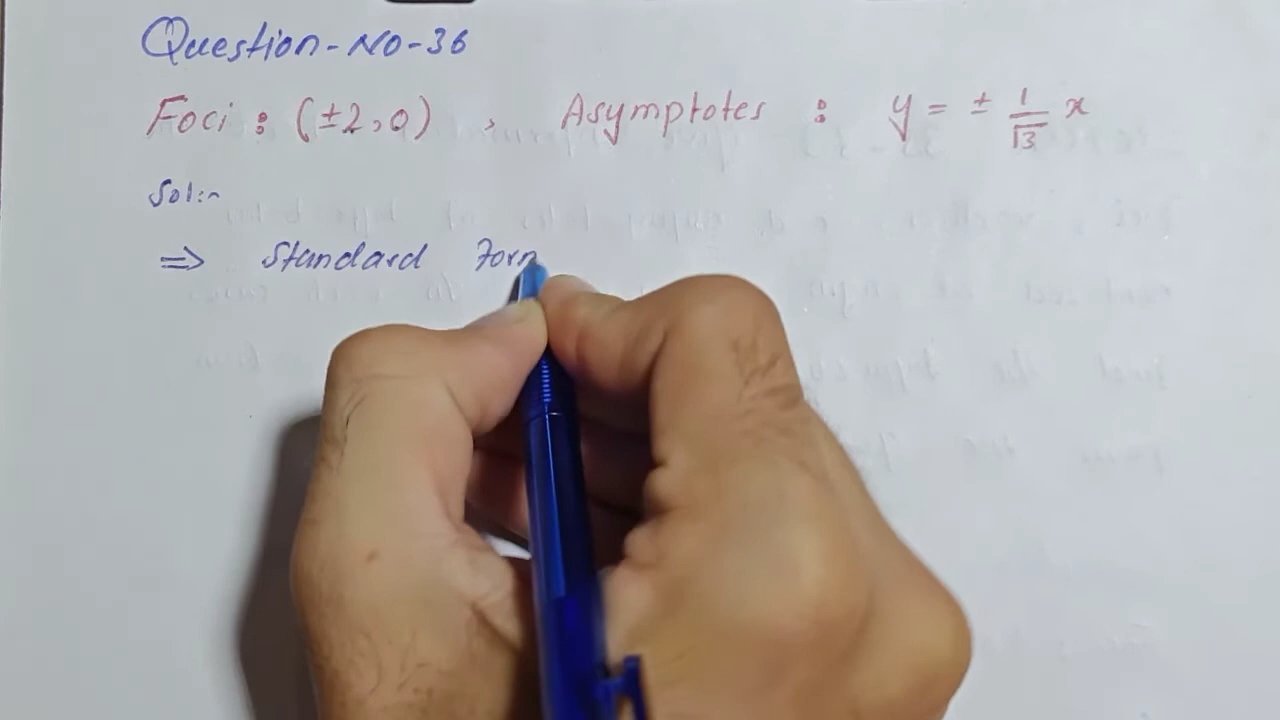 Question-No-36
Foci : (±2,0) , Asymptotes : y = ± 1/√3 x
Sol:~
⇒ Standard Form